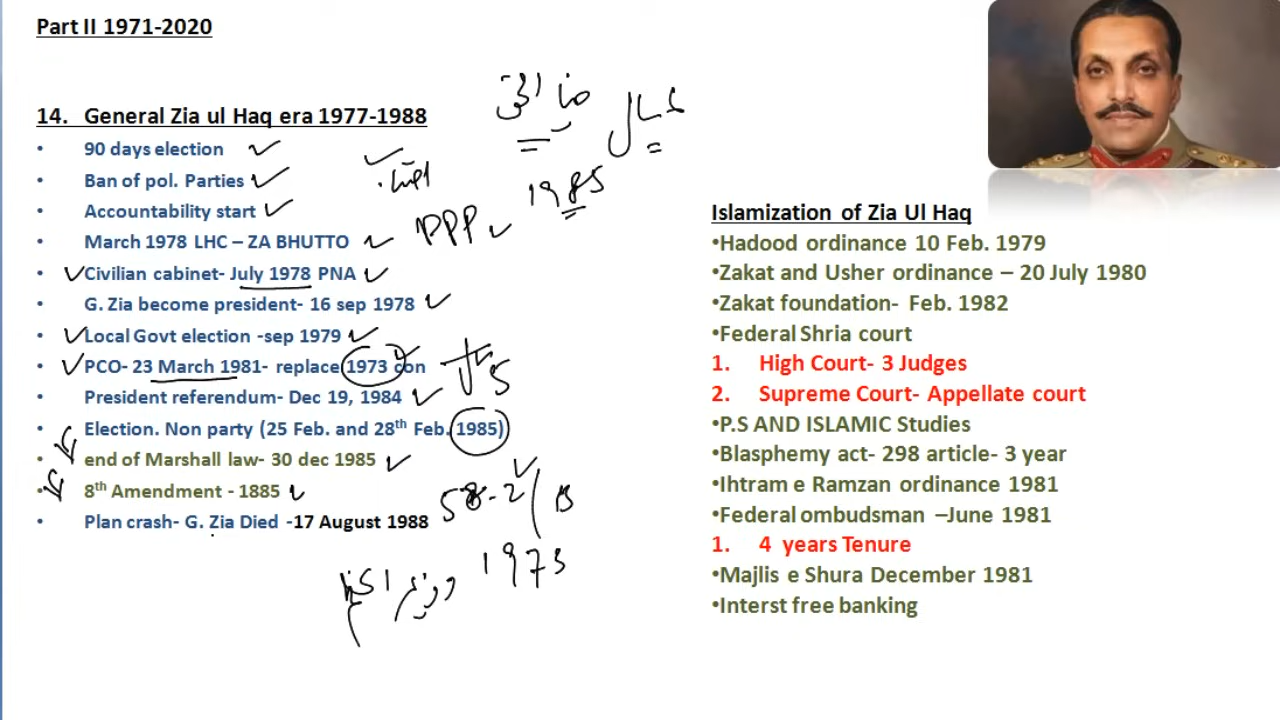 Part II 1971-2020
14. General Zia ul Haq era 1977-1988
• 90 days election
• Ban of pol. Parties
• Accountability start
• March 1978 LHC – ZA BHUTTO
• Civilian cabinet- July 1978 PNA
• G. Zia become president- 16 sep 1978
• Local Govt election -sep 1979
• PCO- 23 March 1981- replace 1973 con
• President referendum- Dec 19, 1984
• Election. Non party (25 Feb. and 28th Feb. 1985)
• end of Marshall law- 30 dec 1985
• 8th Amendment - 1885
• Plan crash- G. Zia Died -17 August 1988
1985
PPP
58-2/B
1973
وزیر اعظم
Islamization of Zia Ul Haq
•Hadood ordinance 10 Feb. 1979
•Zakat and Usher ordinance – 20 July 1980
•Zakat foundation- Feb. 1982
•Federal Shria court
1. High Court- 3 Judges
2. Supreme Court- Appellate court
•P.S AND ISLAMIC Studies
•Blasphemy act- 298 article- 3 year
•Ihtram e Ramzan ordinance 1981
•Federal ombudsman –June 1981
1. 4 years Tenure
•Majlis e Shura December 1981
•Interst free banking